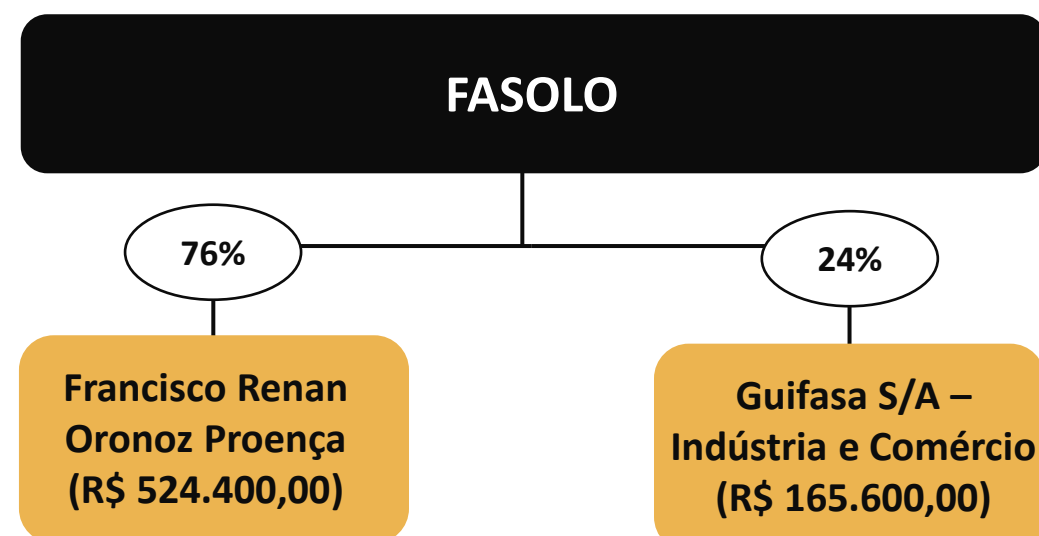 FASOLO
76%
24%
Francisco Renan
Oronoz Proença
(R$ 524.400,00)
Guifasa S/A –
Indústria e Comércio
(R$ 165.600,00)